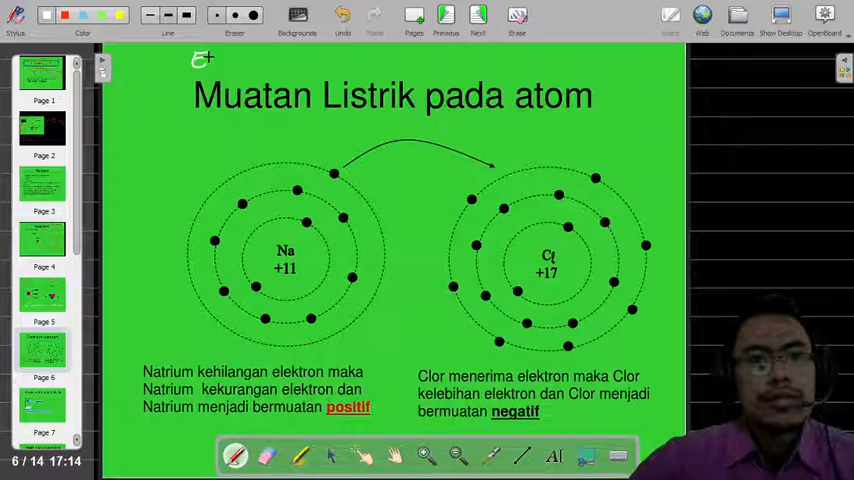 Stylus
Color
Line
Eraser
Backgrounds
Undo
Redo
Pages
Previous
Next
Erase
Board
Web
Documents
Show Desktop
OpenBoard
Page 1
Page 2
Page 3
Page 4
Page 5
Page 6
Page 7
6 / 14 17:14
E
Muatan Listrik pada atom
Na
+11
Cl
+17
Natrium kehilangan elektron maka
Natrium kekurangan elektron dan
Natrium menjadi bermuatan positif
Clor menerima elektron maka Clor
kelebihan elektron dan Clor menjadi
bermuatan negatif
A